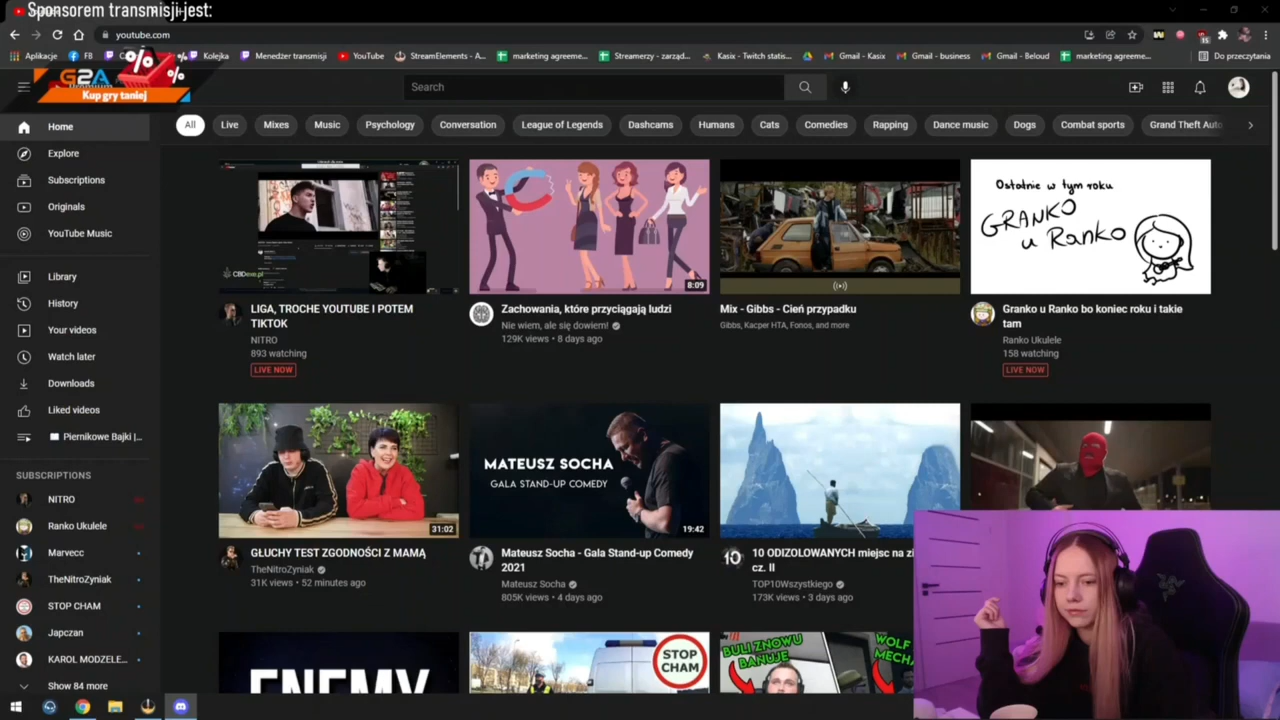 Sponsorem transmisji jest:
youtube.com
Aplikacje
FB
Kolejka
Menedżer transmisji
YouTube
StreamElements - A...
marketing agreeme...
Streamerzy - zarząd...
Kasix - Twitch statis...
Gmail - Kasix
Gmail - business
Gmail - Beloud
marketing agreeme...
Do przeczytania
G2A
Kup gry taniej
Search
All
Live
Mixes
Music
Psychology
Conversation
League of Legends
Dashcams
Humans
Cats
Comedies
Rapping
Dance music
Dogs
Combat sports
Grand Theft Auto
Home
Explore
Subscriptions
Originals
YouTube Music
Library
History
Your videos
Watch later
Downloads
Liked videos
Piernikowe Bajki |...
SUBSCRIPTIONS
NITRO
Ranko Ukulele
Marvecc
TheNitroZyniak
STOP CHAM
Japczan
KAROL MODZELE...
Show 84 more
CBDexe.pl
LIGA, TROCHE YOUTUBE I POTEM
TIKTOK
NITRO
893 watching
LIVE NOW
8:09
Zachowania, które przyciągają ludzi
Nie wiem, ale się dowiem!
129K views • 8 days ago
Mix - Gibbs - Cień przypadku
Gibbs, Kacper HTA, Fonos, and more
Ostatnie w tym roku
GRANKO
u Ranko
Granko u Ranko bo koniec roku i takie
tam
Ranko Ukulele
158 watching
LIVE NOW
31:02
GŁUCHY TEST ZGODNOŚCI Z MAMĄ
TheNitroZyniak
31K views • 52 minutes ago
MATEUSZ SOCHA
GALA STAND-UP COMEDY
19:42
Mateusz Socha - Gala Stand-up Comedy
2021
Mateusz Socha
805K views • 4 days ago
10 ODIZOLOWANYCH miejsc na zi
cz. II
TOP10Wszystkiego
173K views • 3 days ago
ENEMY
STOP
CHAM
BULI ZNOWU
BANUJE
WOLF
MECHA